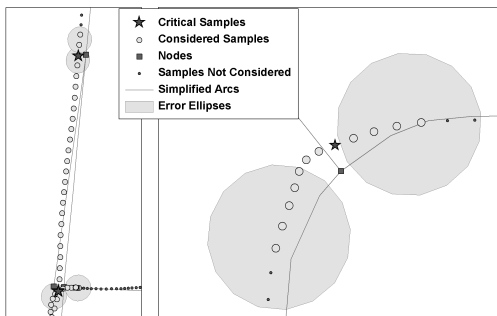 Critical Samples
Considered Samples
Nodes
Samples Not Considered
Simplified Arcs
Error Ellipses